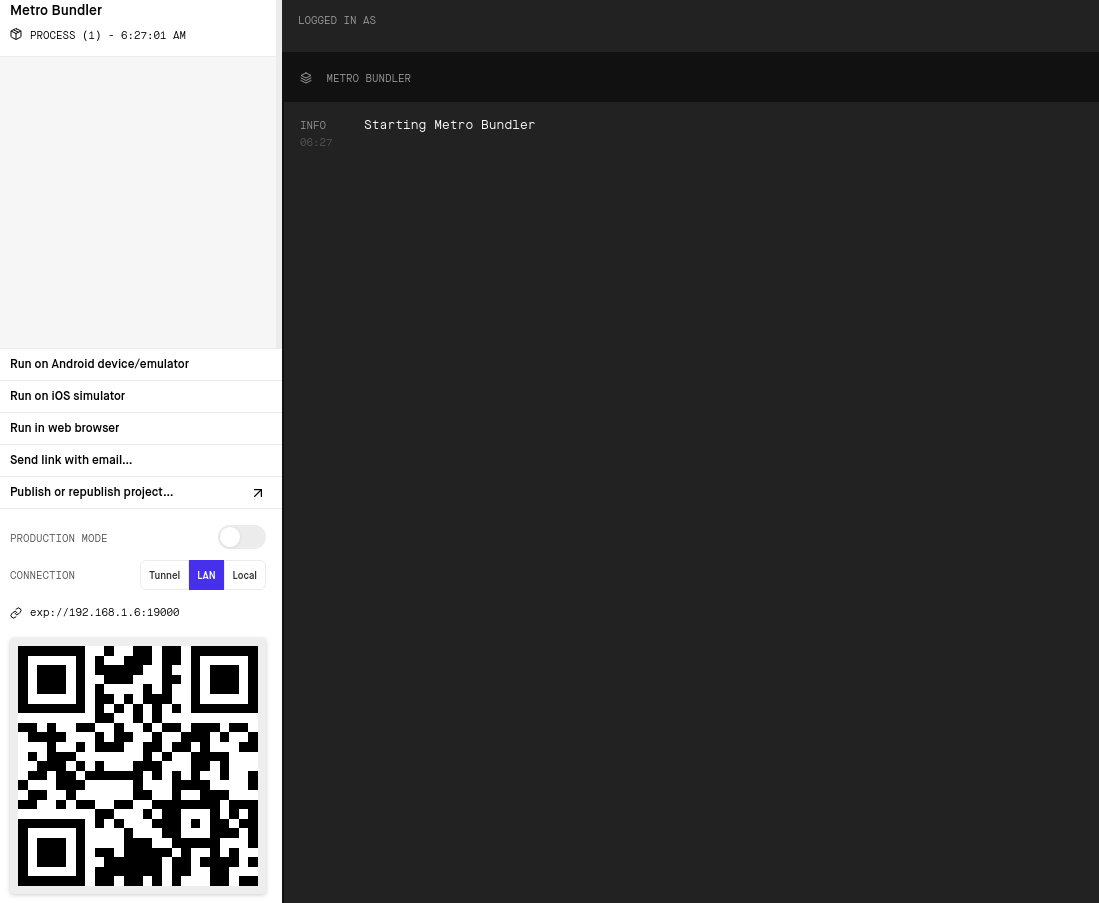 Metro Bundler
PROCESS (1) - 6:27:01 AM
LOGGED IN AS
METRO BUNDLER
INFO
Starting Metro Bundler
06:27
Run on Android device/emulator
Run on iOS simulator
Run in web browser
Send link with email...
Publish or republish project...
PRODUCTION MODE
CONNECTION
Tunnel LAN Local
exp://192.168.1.6:19000